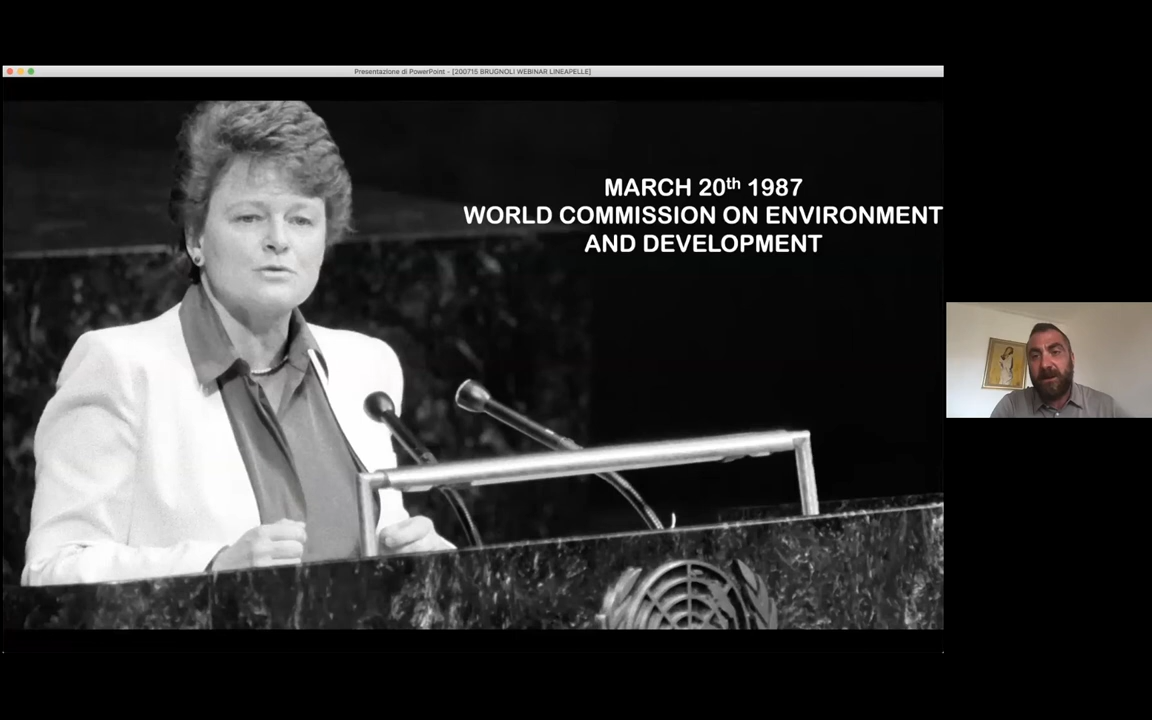 Presentazione di PowerPoint - [200715 BRUGNOLI WEBINAR LINEAPELLE]
MARCH 20th 1987
WORLD COMMISSION ON ENVIRONMENT
AND DEVELOPMENT